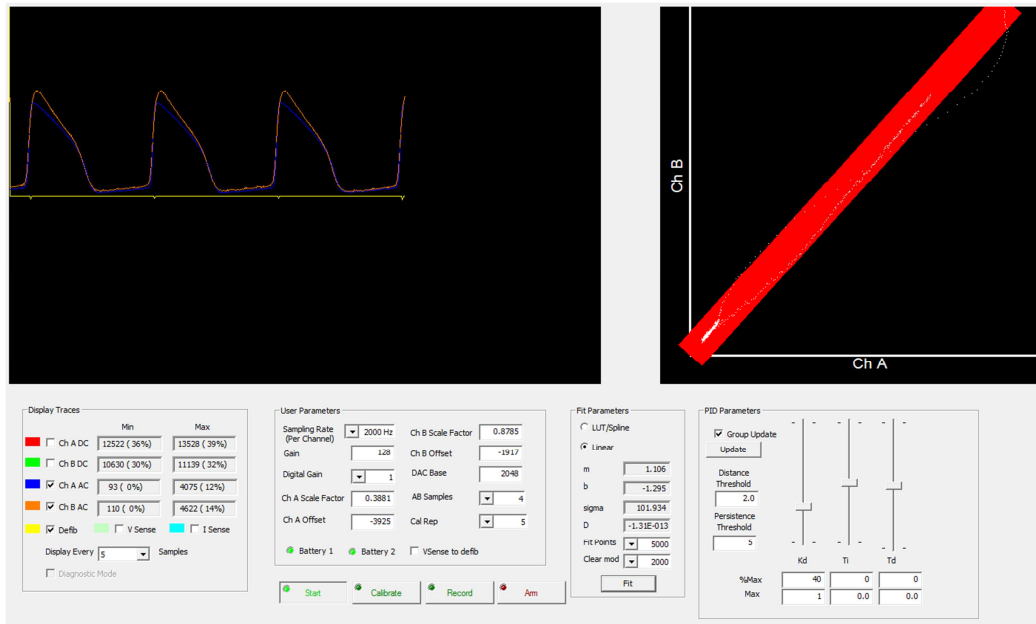 Ch B
Ch A
Display Traces
Min Max
Ch A DC 12522 ( 36%) 13528 ( 39%)
Ch B DC 10630 ( 30%) 11139 ( 32%)
Ch A AC 93 ( 0%) 4075 ( 12%)
Ch B AC 110 ( 0%) 4622 ( 14%)
Defib V Sense I Sense
Display Every 5 Samples
Diagnostic Mode
User Parameters
Sampling Rate (Per Channel) 2000 Hz
Gain 128
Digital Gain 1
Ch A Scale Factor 0.3881
Ch A Offset -3925
Ch B Scale Factor 0.8785
Ch B Offset -1917
DAC Base 2048
AB Samples 4
Cal Rep 5
Battery 1 Battery 2 VSense to defib
Start Calibrate Record Arm
Fit Parameters
LUT/Spline
Linear
m 1.106
b -1.295
sigma 101.934
D -1.31E-013
Fit Points 5000
Clear mod 2000
Fit
PID Parameters
Group Update
Update
Distance
Threshold
2.0
Persistence
Threshold
5
Kd Ti Td
%Max 40 0 0
Max 1 0.0 0.0